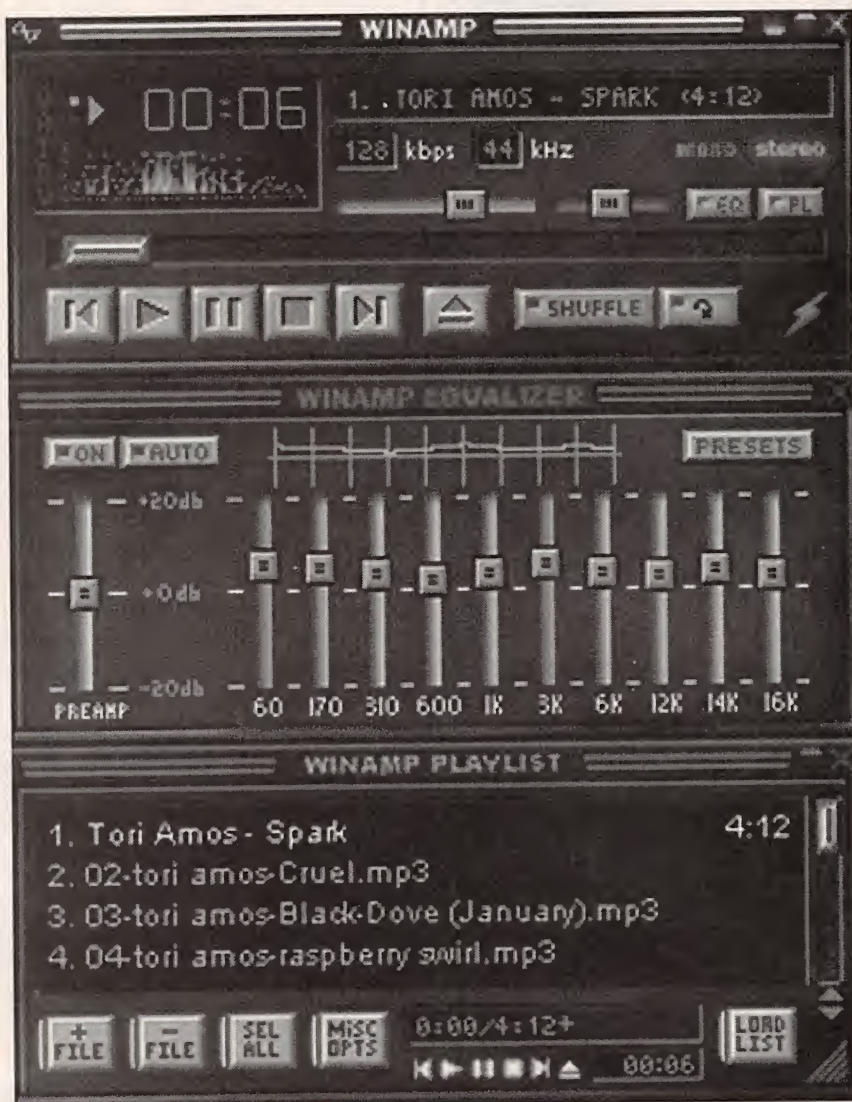 WINAMP
00:06
1. .TORI AMOS - SPARK <4:12>
128 kbps 44 kHz
mono stereo
EQ PL
SHUFFLE
WINAMP EQUALIZER
ON AUTO PRESETS
+20db
+0db
-20db
PREAMP 60 170 310 600 1K 3K 6K 12K 14K 16K
WINAMP PLAYLIST
1. Tori Amos - Spark 4:12
2. 02-tori amos-Cruel.mp3
3. 03-tori amos-Black-Dove (January).mp3
4. 04-tori amos-raspberry swirl.mp3
+ FILE
- FILE
SEL ALL
MISC OPTS
0:00/4:12+
00:06
LOAD LIST